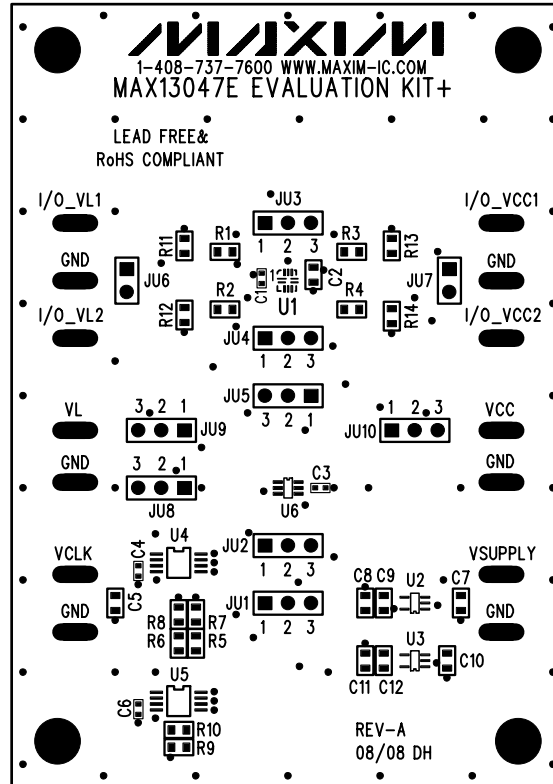 MAXIM
1-408-737-7600 WWW.MAXIM-IC.COM
MAX13047E EVALUATION KIT+
LEAD FREE&
RoHS COMPLIANT
I/O_VL1
JU3
I/O_VCC1
1 2 3
R11
R1
R3
R13
GND
JU6
C1
1
U1
C2
JU7
GND
R12
R2
R4
R14
I/O_VL2
I/O_VCC2
JU4
1 2 3
JU5
3 2 1
VL
3 2 1
JU9
1 2 3
JU10
VCC
GND
3 2 1
JU8
C3
U6
GND
VCLK
C4
U4
JU2
1 2 3
VSUPPLY
C5
C8
C9
U2
C7
GND
R8
R7
R6
R5
JU1
1 2 3
U3
C11
C12
C10
GND
U5
C6
R10
R9
REV-A
08/08 DH